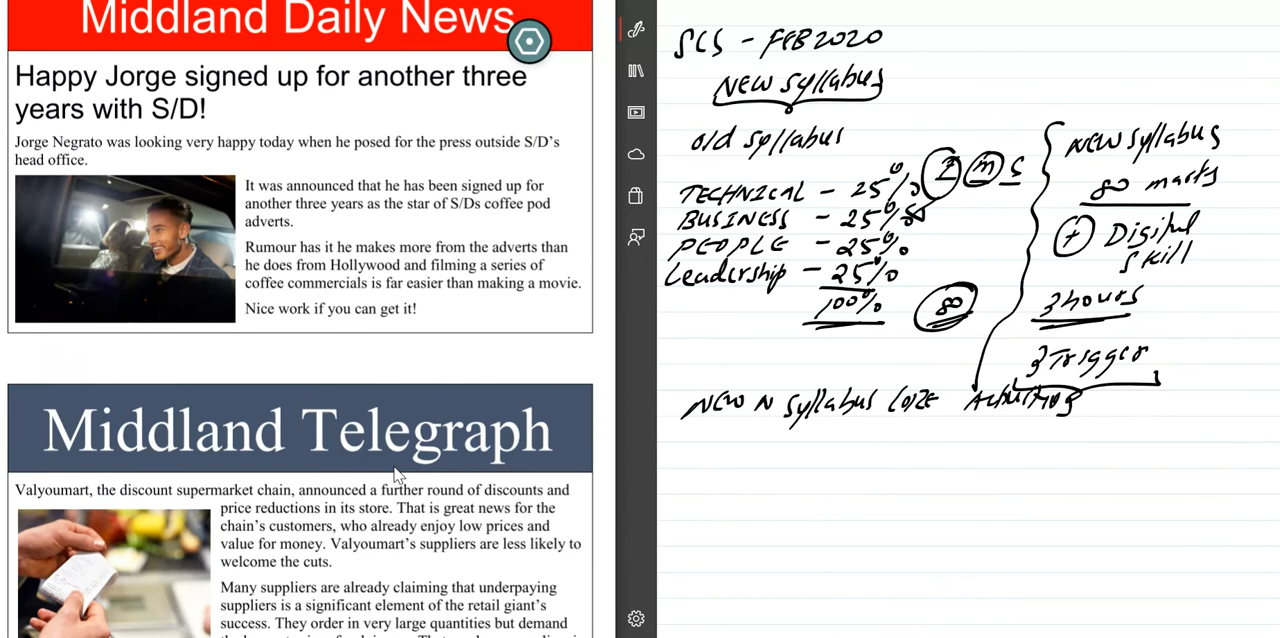 Middland Daily News
Happy Jorge signed up for another three
years with S/D!
Jorge Negrato was looking very happy today when he posed for the press outside S/D's
head office.
It was announced that he has been signed up for
another three years as the star of S/Ds coffee pod
adverts.
Rumour has it he makes more from the adverts than
he does from Hollywood and filming a series of
coffee commercials is far easier than making a movie.
Nice work if you can get it!
Middland Telegraph
Valyoumart, the discount supermarket chain, announced a further round of discounts and
price reductions in its store. That is great news for the
chain's customers, who already enjoy low prices and
value for money. Valyoumart's suppliers are less likely to
welcome the cuts.
Many suppliers are already claiming that underpaying
suppliers is a significant element of the retail giant's
success. They order in very large quantities but demand
SCS - FEB 2020
NEW syllabus
old syllabus
TECHNICAL - 25% E m S
BUSINESS - 25%
PEOPLE - 25%
Leadership - 25%
100% 80
NEW syllabus
80 marks
+ Digital
skill
3 hours
3 Trigger
NEW N syllabus CORE Activities